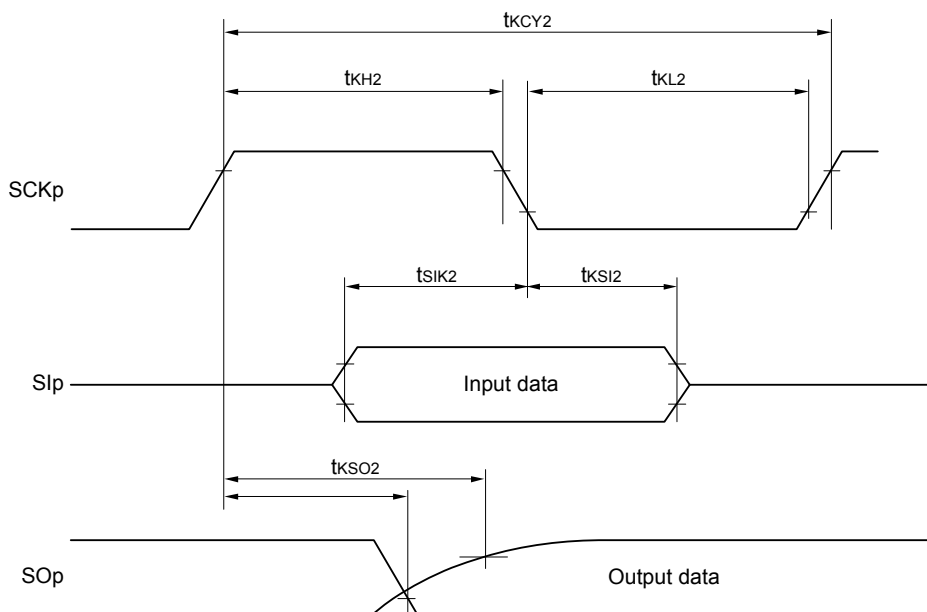 tKCY2
tKH2
tKL2
SCKp
tSIK2
tKSI2
SIp
Input data
tKSO2
SOp
Output data